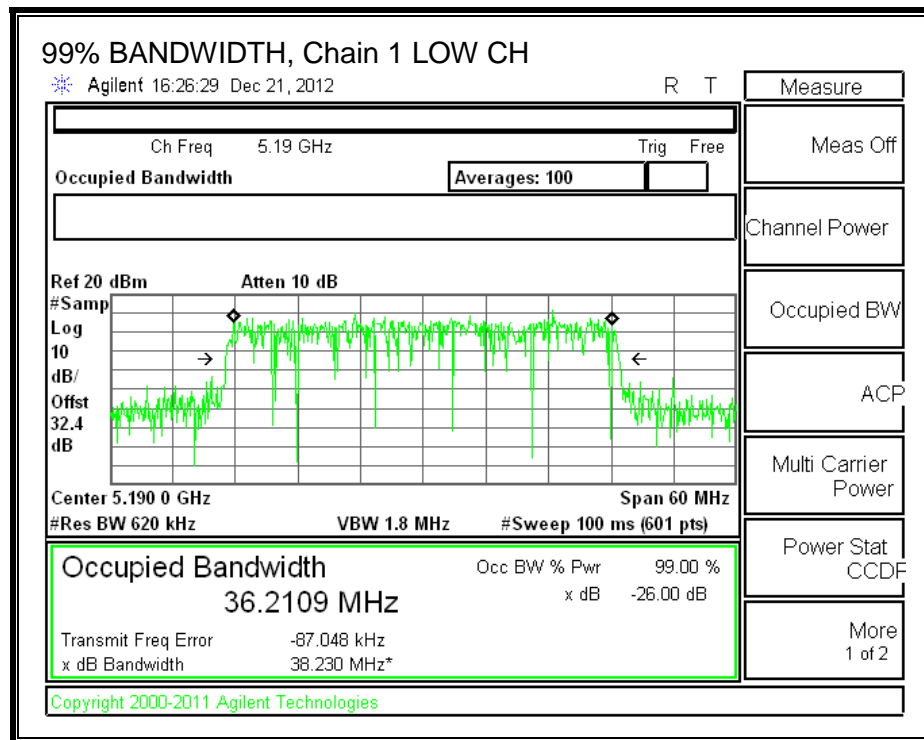 99% BANDWIDTH, Chain 1 LOW CH
Agilent 16:26:29 Dec 21, 2012 R T
Measure
Ch Freq 5.19 GHz Trig Free
Occupied Bandwidth Averages: 100
Ref 20 dBm Atten 10 dB
#Samp
Log
10
dB/
Offst
32.4
dB
Center 5.190 0 GHz Span 60 MHz
#Res BW 620 kHz VBW 1.8 MHz #Sweep 100 ms (601 pts)
Occupied Bandwidth Occ BW % Pwr 99.00 %
36.2109 MHz x dB -26.00 dB
Transmit Freq Error -87.048 kHz
x dB Bandwidth 38.230 MHz*
Copyright 2000-2011 Agilent Technologies
Meas Off
Channel Power
Occupied BW
ACP
Multi Carrier
Power
Power Stat
CCDF
More
1 of 2